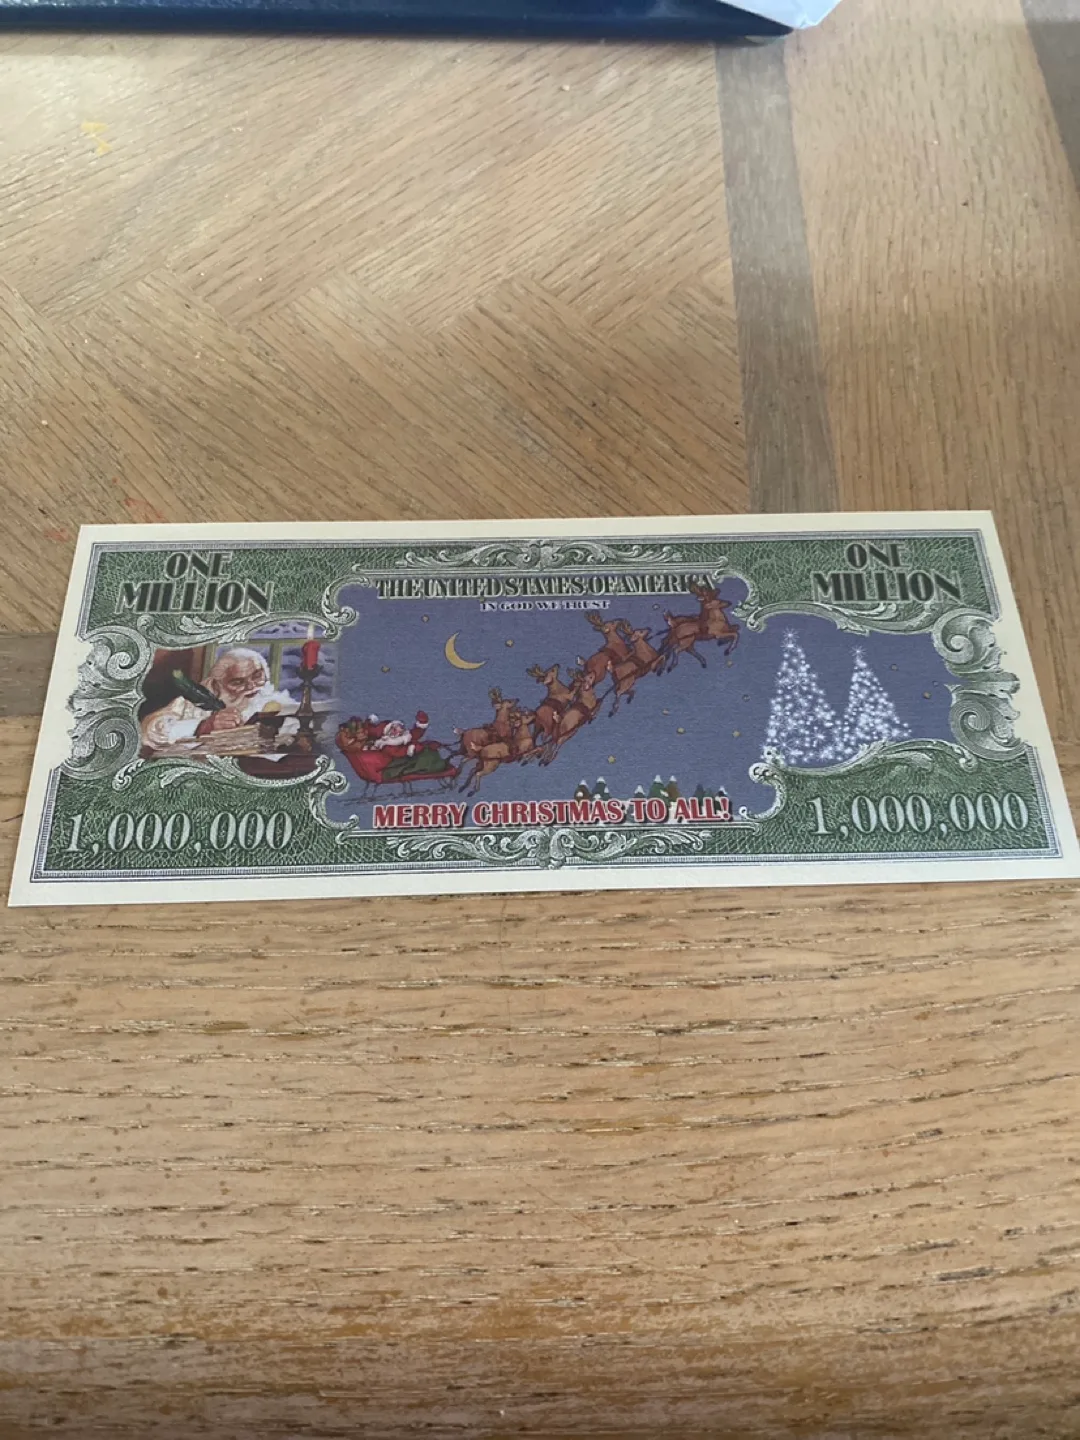 ONE
MILLION
THE UNITED STATES OF AMERICA
IN GOD WE TRUST
ONE
MILLION
1,000,000
MERRY CHRISTMAS TO ALL!
1,000,000